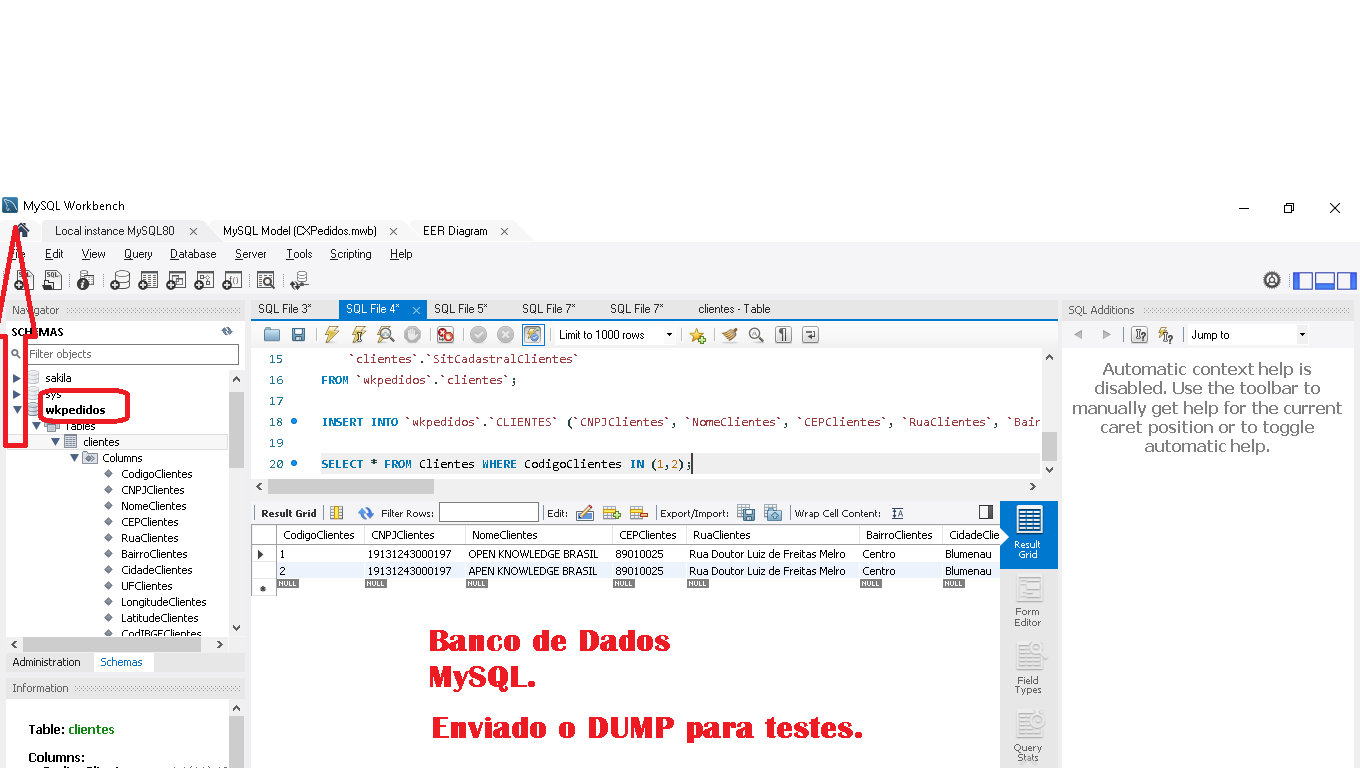 MySQL Workbench
Local instance MySQL80
MySQL Model (CXPedidos.mwb)
EER Diagram
Edit View Query Database Server Tools Scripting Help
Navigator
SCHEMAS
Filter objects
sakila
sys
wkpedidos
Tables
clientes
Columns
CodigoClientes
CNPJClientes
NomeClientes
CEPClientes
RuaClientes
BairroClientes
CidadeClientes
UFClientes
LongitudeClientes
LatitudeClientes
CodIBGEClientes
Administration Schemas
Information
Table: clientes
Columns:
SQL File 3* SQL File 4* SQL File 5* SQL File 7* SQL File 7* clientes - Table
Limit to 1000 rows
15 `clientes`.`SitCadastralClientes`
16 FROM `wkpedidos`.`clientes`;
17
18 INSERT INTO `wkpedidos`.`CLIENTES` (`CNPJClientes`, `NomeClientes`, `CEPClientes`, `RuaClientes`, `Bair
19
20 SELECT * FROM Clientes WHERE CodigoClientes IN (1,2);
Result Grid Filter Rows: Edit: Export/Import: Wrap Cell Content:
CodigoClientes CNPJClientes NomeClientes CEPClientes RuaClientes BairroClientes CidadeClie
1 19131243000197 OPEN KNOWLEDGE BRASIL 89010025 Rua Doutor Luiz de Freitas Melro Centro Blumenau
2 19131243000197 APEN KNOWLEDGE BRASIL 89010025 Rua Doutor Luiz de Freitas Melro Centro Blumenau
NULL NULL NULL NULL NULL NULL NULL
Banco de Dados
MySQL.
Enviado o DUMP para testes.
Result
Grid
Form
Editor
Field
Types
Query
Stats
SQL Additions
Jump to
Automatic context help is
disabled. Use the toolbar to
manually get help for the current
caret position or to toggle
automatic help.